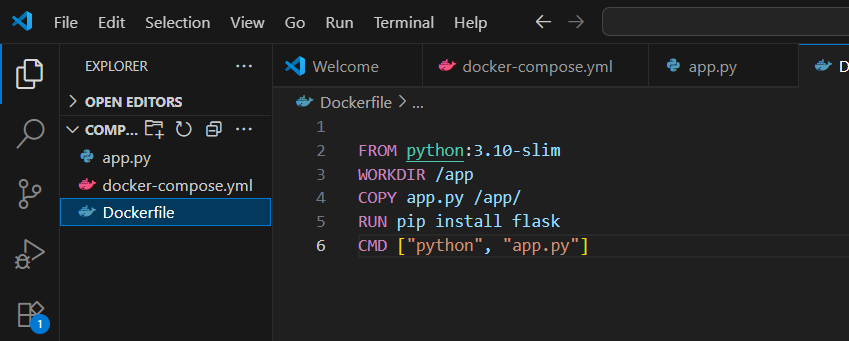 File Edit Selection View Go Run Terminal Help
EXPLORER
Welcome docker-compose.yml app.py D
OPEN EDITORS
Dockerfile > ...
COMP...
app.py
docker-compose.yml
Dockerfile
1
2 FROM python:3.10-slim
3 WORKDIR /app
4 COPY app.py /app/
5 RUN pip install flask
6 CMD ["python", "app.py"]
1